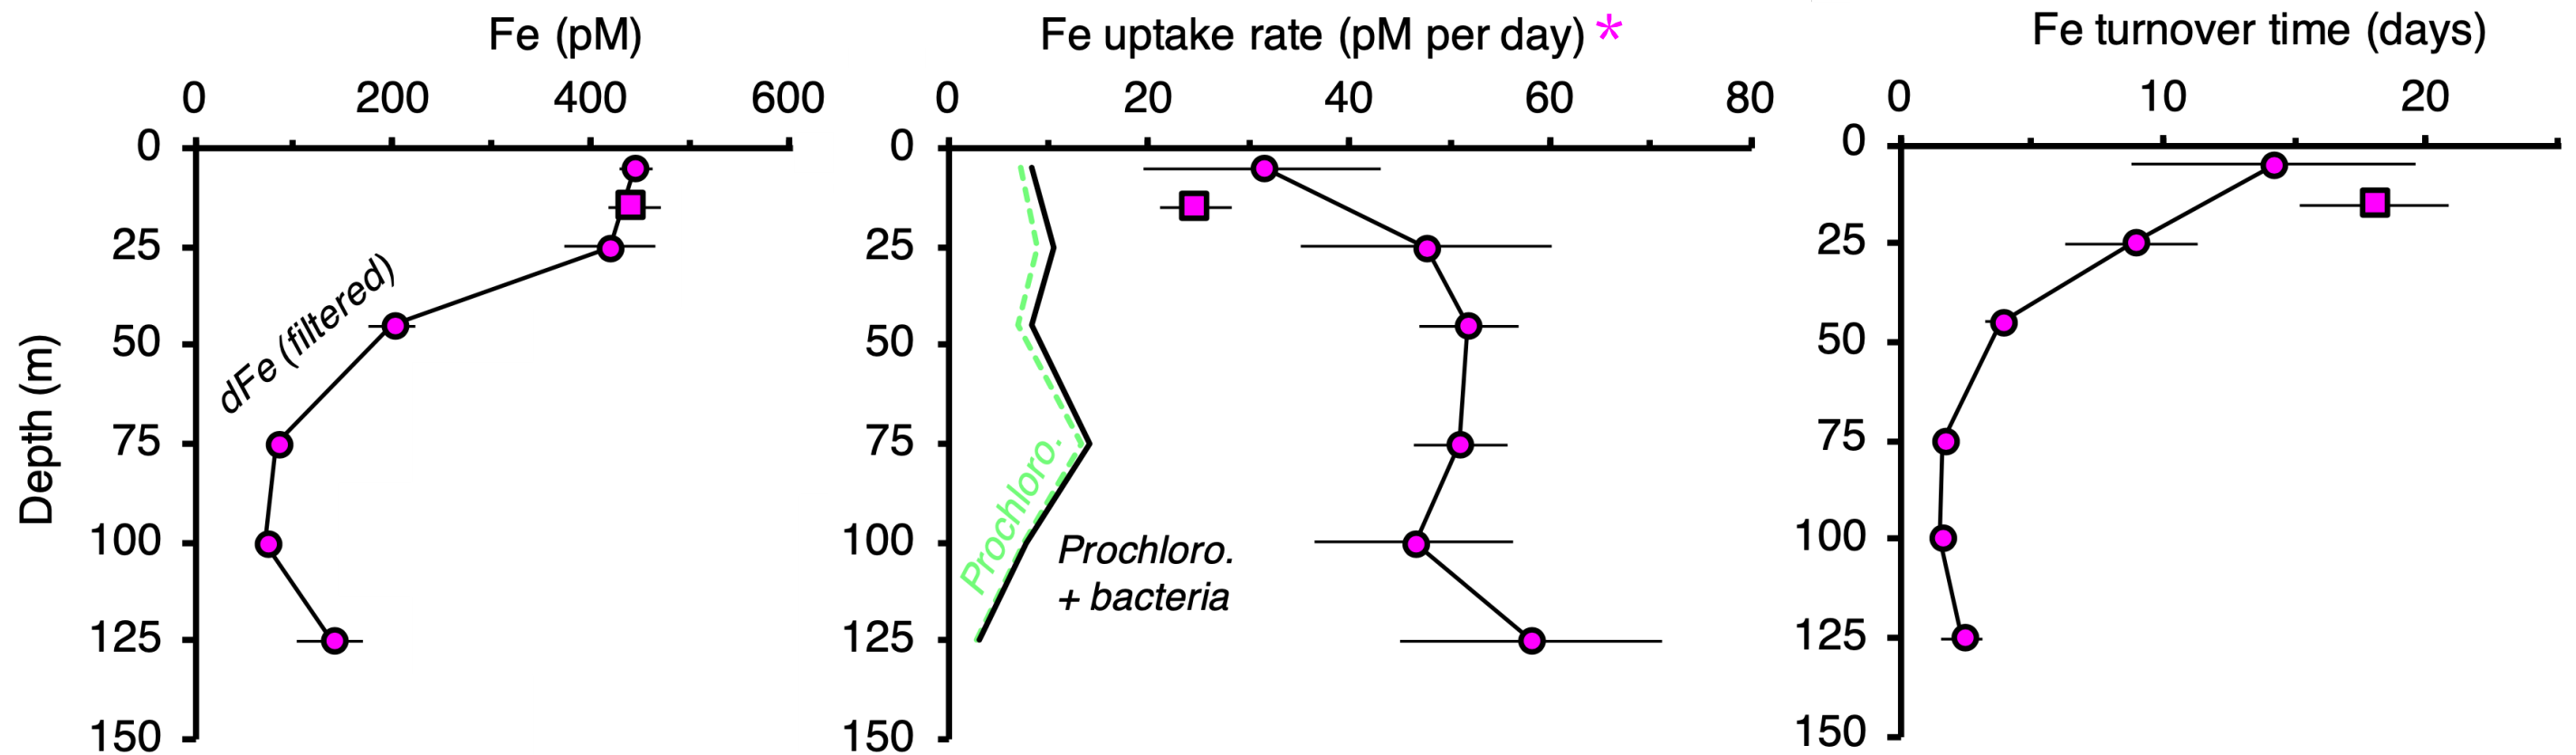 Fe (pM)
0 200 400 600
Depth (m)
0
25
50
75
100
125
150
dFe (filtered)
Fe uptake rate (pM per day) *
0 20 40 60 80
0
25
50
75
100
125
150
Prochloro.
Prochloro.
+ bacteria
Fe turnover time (days)
0 10 20
0
25
50
75
100
125
150